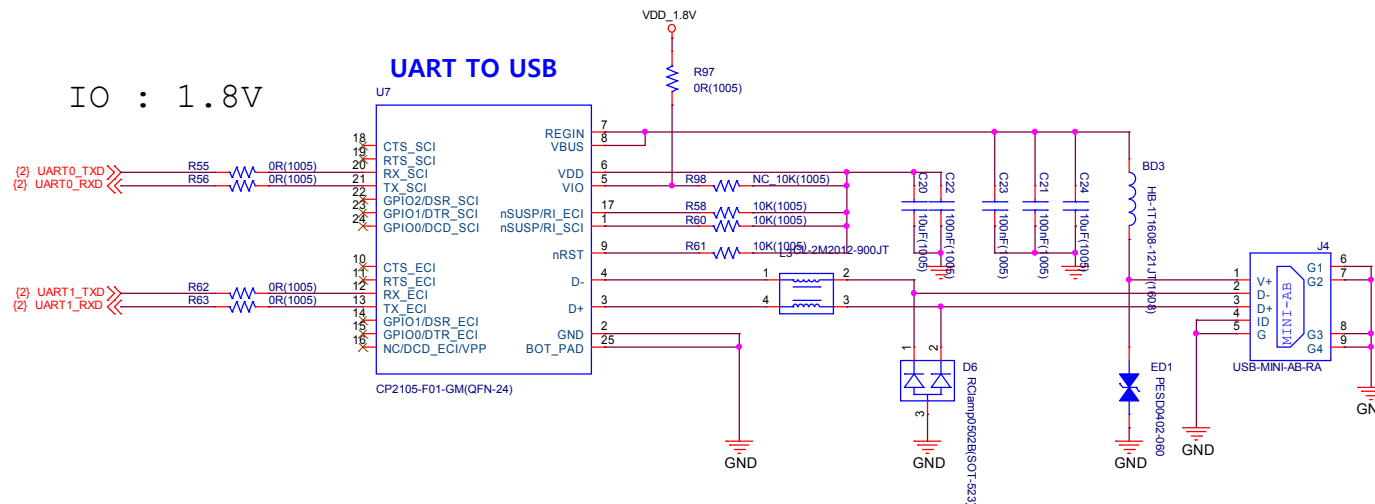 VDD_1.8V
UART TO USB
IO : 1.8V
R97
0R(1005)
U7
REGIN 7
VBUS 8
VDD 6
VIO 5
nSUSP/RI_ECI 17
nSUSP/RI_SCI 1
nRST 9
D- 4
D+ 3
GND 2
BOT_PAD 25
18 CTS_SCI
19 RTS_SCI
20 RX_SCI
21 TX_SCI
22 GPIO2/DSR_SCI
23 GPIO1/DTR_SCI
24 GPIO0/DCD_SCI
10 CTS_ECI
11 RTS_ECI
12 RX_ECI
13 TX_ECI
14 GPIO1/DSR_ECI
15 GPIO0/DTR_ECI
16 NC/DCD_ECI/VPP
CP2105-F01-GM(QFN-24)
{2} UART0_TXD R55 0R(1005)
{2} UART0_RXD R56 0R(1005)
{2} UART1_TXD R62 0R(1005)
{2} UART1_RXD R63 0R(1005)
R98 NC_10K(1005)
R58 10K(1005)
R60 10K(1005)
R61 10K(1005)
1 2
4 3
C20 10uF(1005)
C22 100nF(1005)
C23 100nF(1005)
C21 100nF(1005)
C24 10uF(1005)
BD3
HB-1T1608-121JT(1608)
J4
1 V+
2 D-
3 D+
4 ID
5 G
MINI-AB
G1 6
G2 7
G3 8
G4 9
USB-MINI-AB-RA
1 2
D6
3
RClamp0502B(SOT-523)
ED1
PESD0402-060
GND
GND
GND
GND